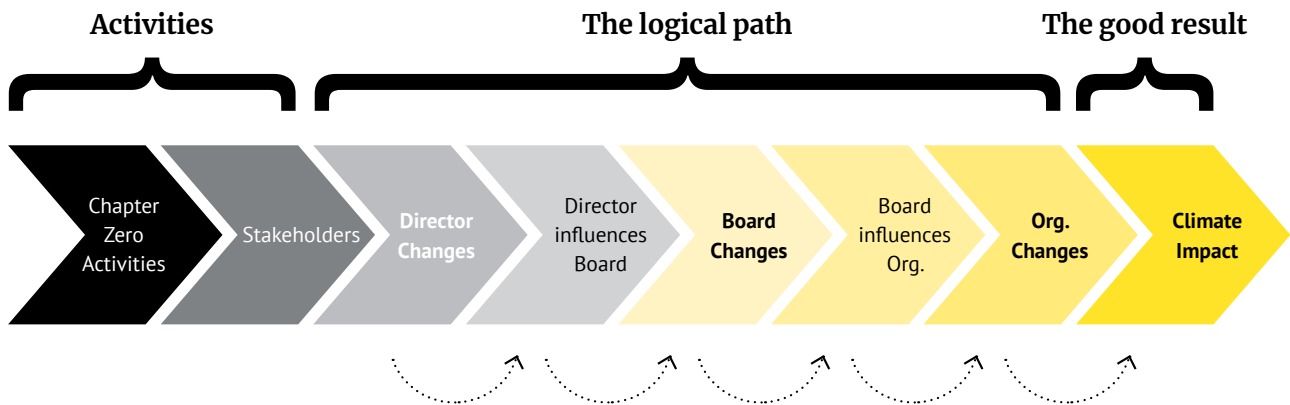 Activities
The logical path
The good result
Chapter
Zero
Activities
Stakeholders
Director
Changes
Director
influences
Board
Board
Changes
Board
influences
Org.
Org.
Changes
Climate
Impact